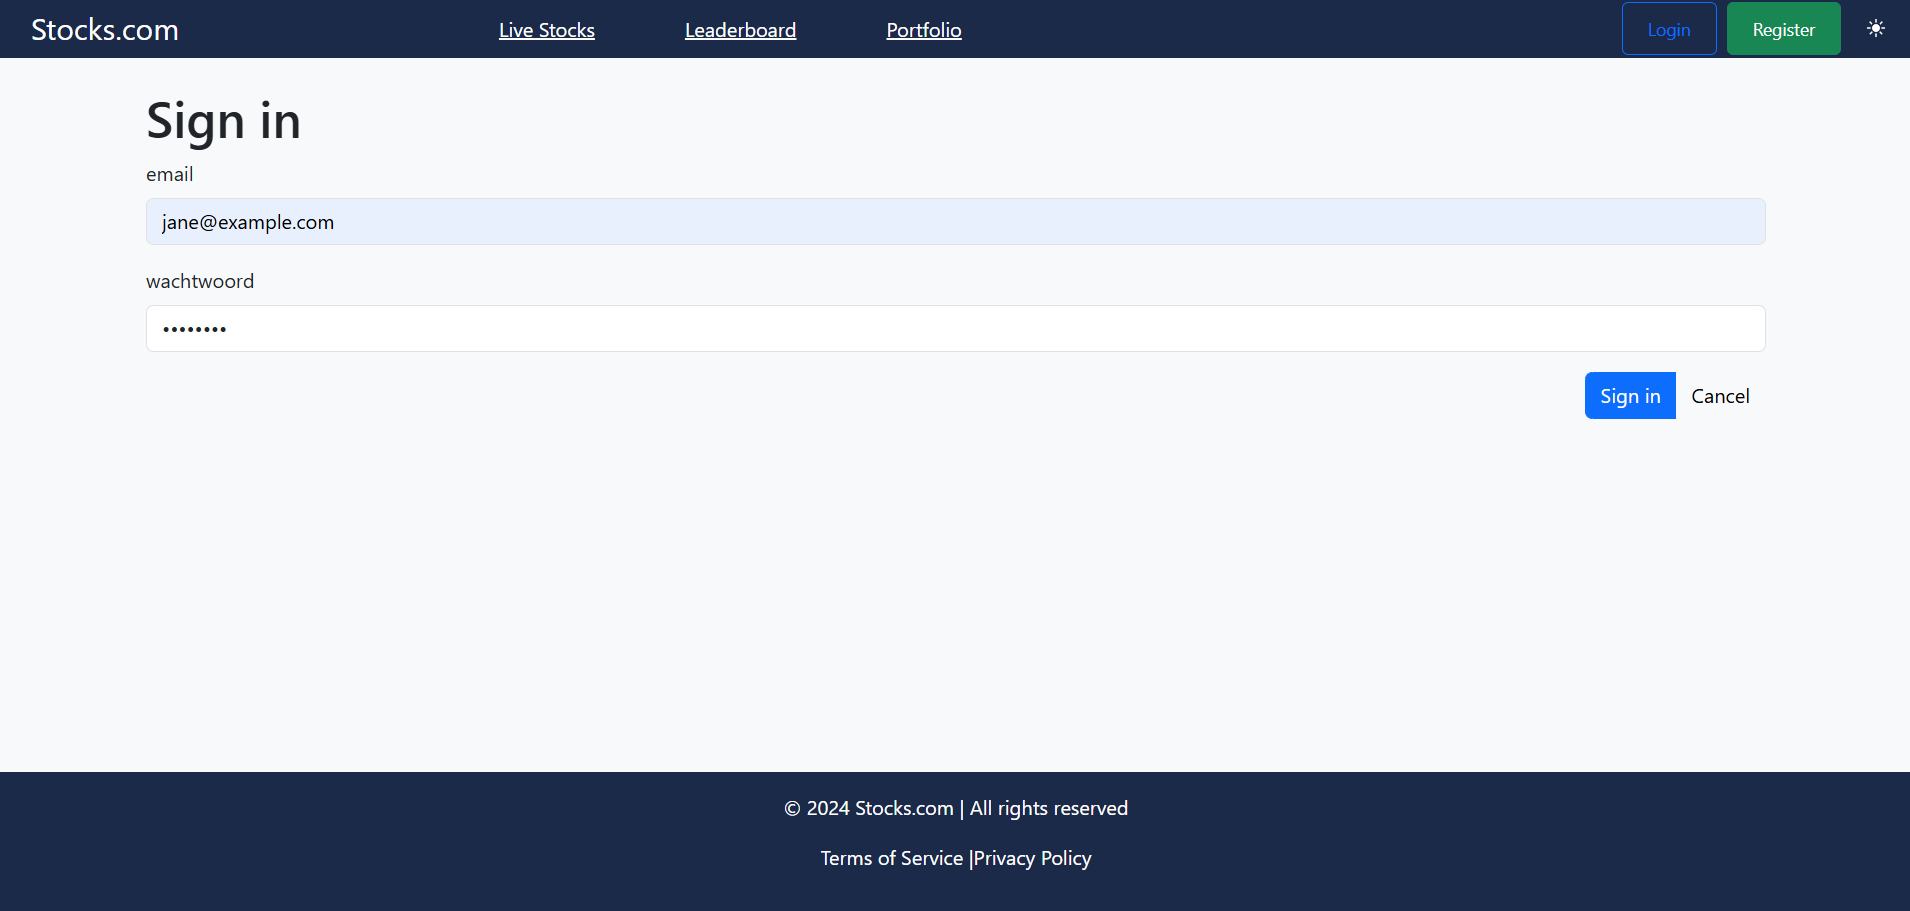 Stocks.com Live Stocks Leaderboard Portfolio Login Register
Sign in
email
jane@example.com
wachtwoord
••••••••
Sign in Cancel
© 2024 Stocks.com | All rights reserved
Terms of Service |Privacy Policy